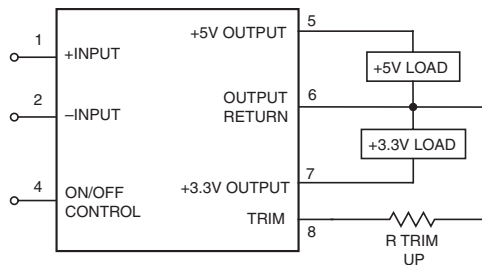 1
+INPUT
2
–INPUT
4
ON/OFF
CONTROL
+5V OUTPUT
5
OUTPUT
RETURN
6
+3.3V OUTPUT
7
TRIM
8
+5V LOAD
+3.3V LOAD
R TRIM
UP